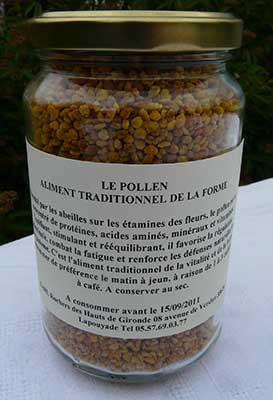 LE POLLEN
ALIMENT TRADITIONNEL DE LA FORME
par les abeilles sur les étamines des fleurs, le pollen
de protéines, acides aminés, minéraux et vitamines
stimulant et rééquilibrant, il favorise la
combat la fatigue et renforce les défenses
C'est l'aliment traditionnel de la vitalité et de la
de préférence le matin à jeun, à raison de 1 à
à café. A conserver au sec.
A consommer avant le 15/09/2011
Ruchers des Hauts de Gironde 08 avenue de Verdun
Lapouyade Tel 05.57.69.03.77